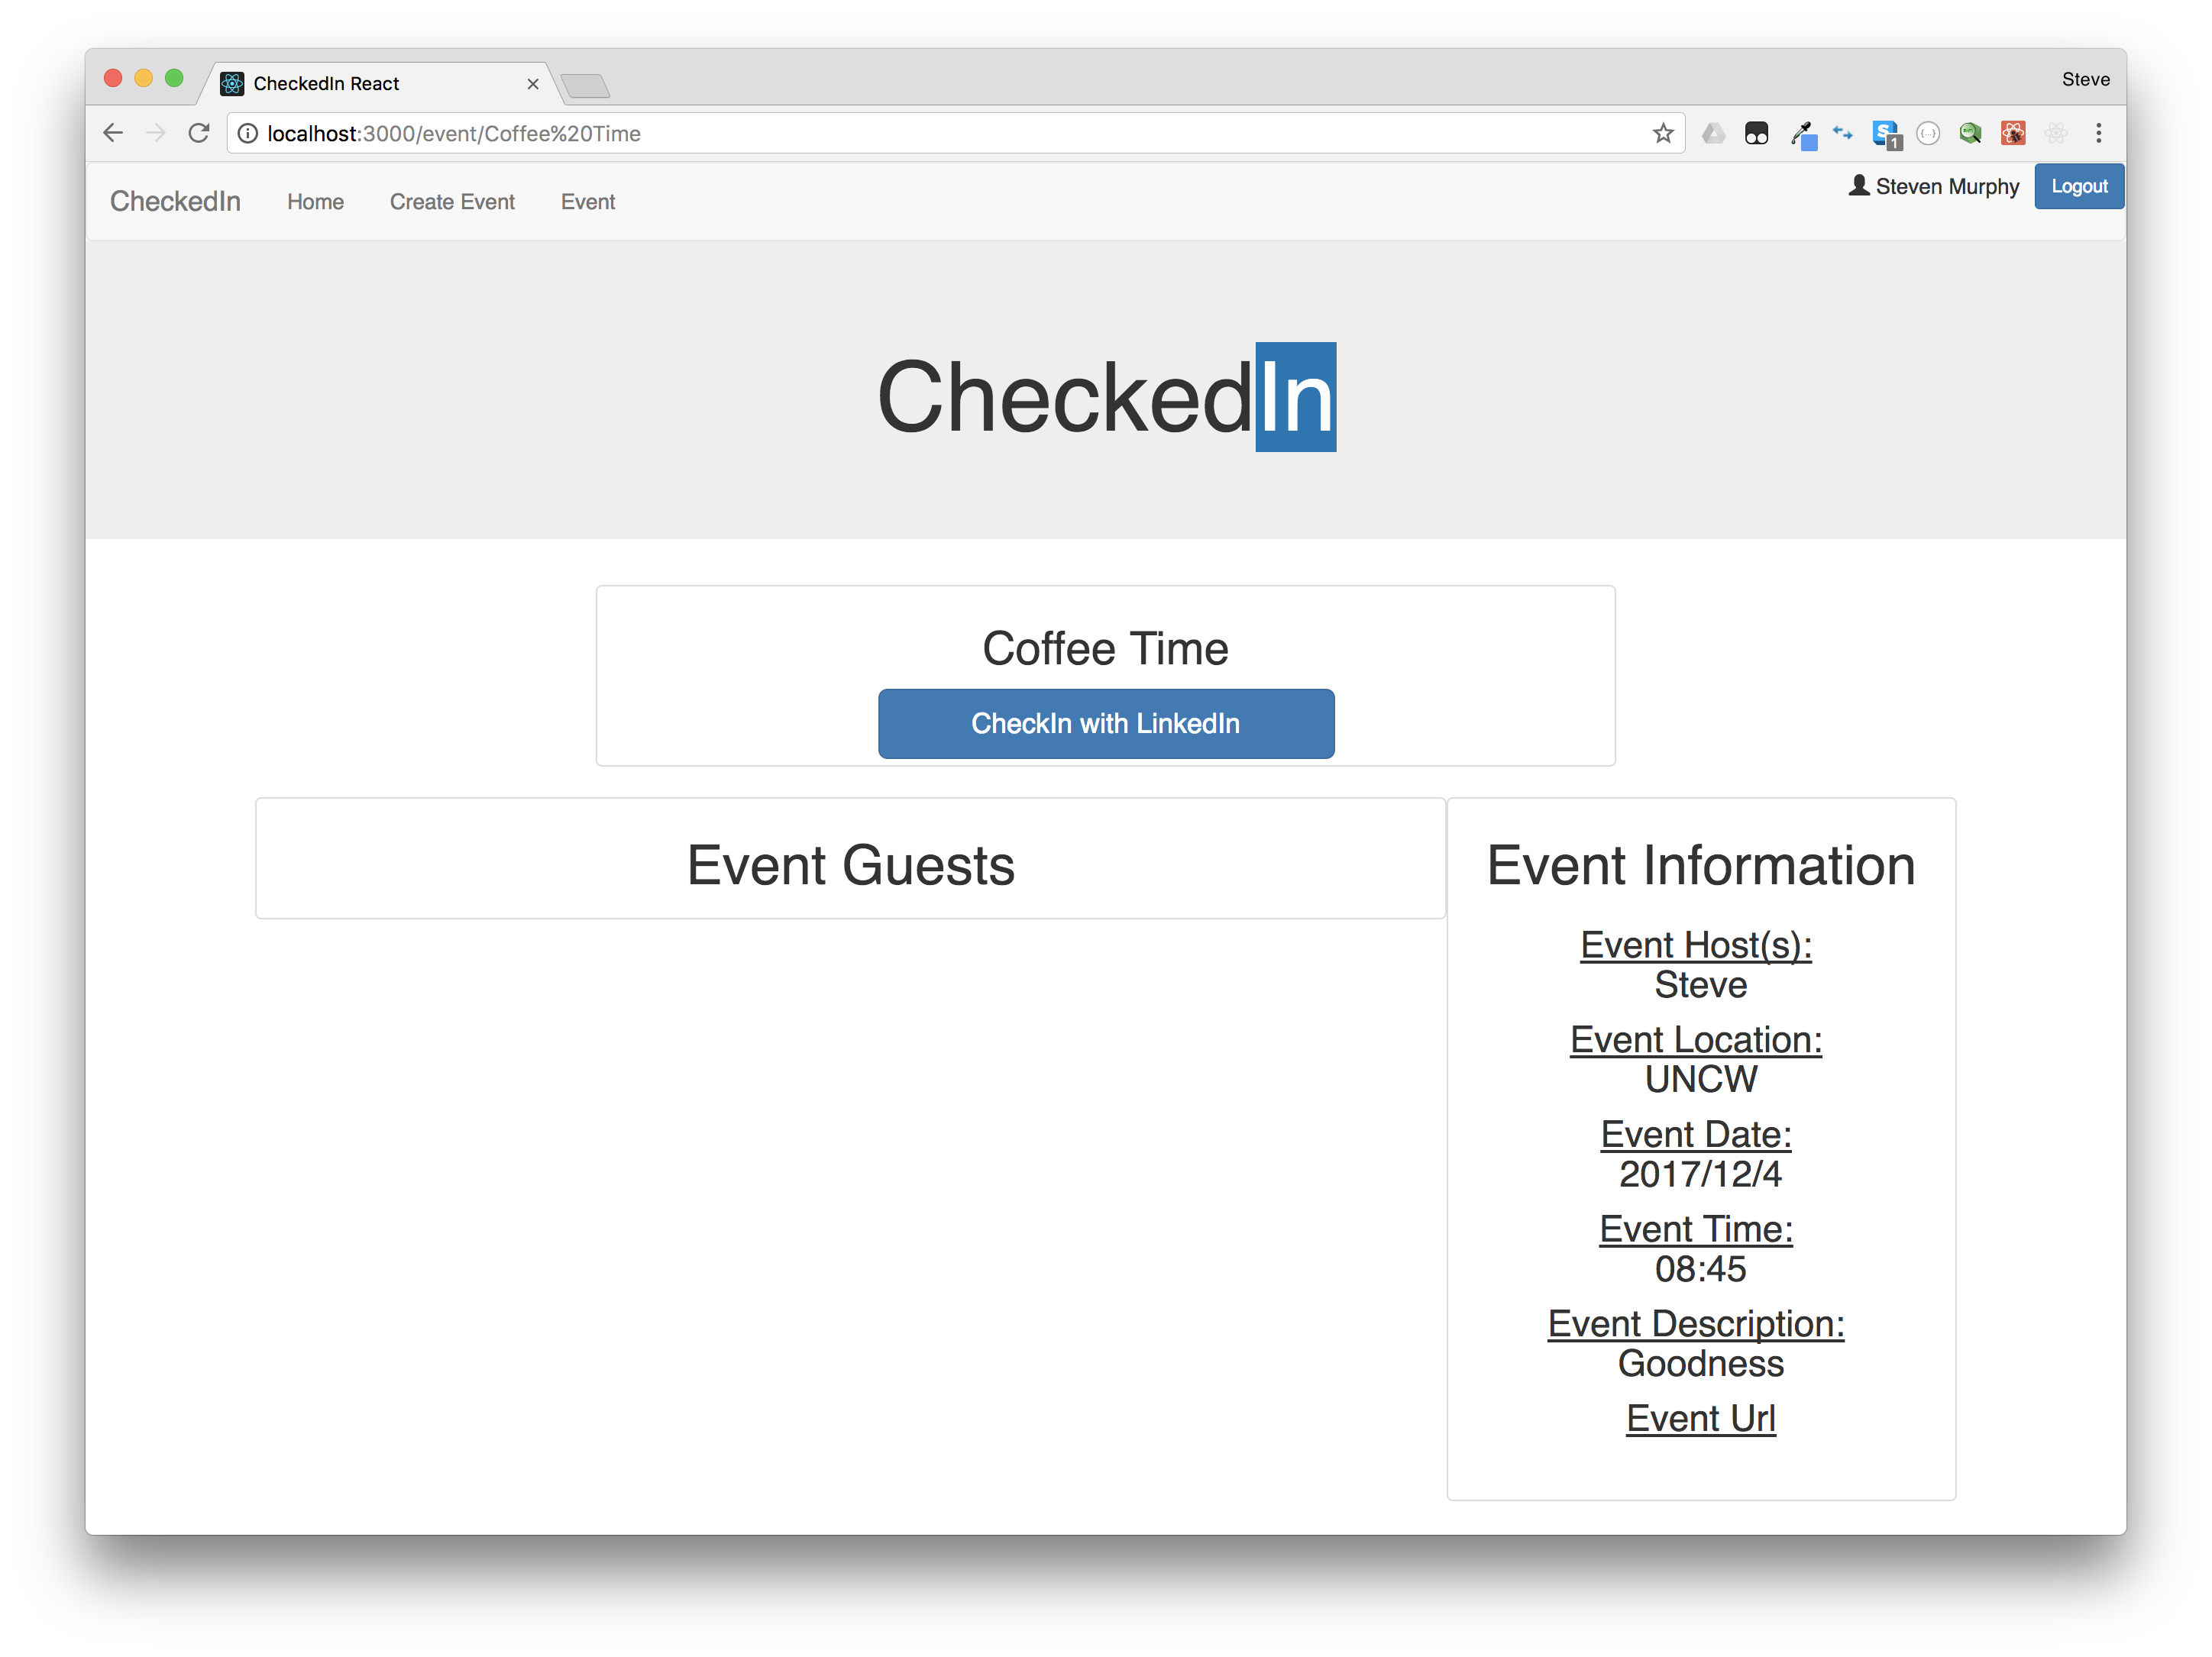 CheckedIn React
Steve
localhost:3000/event/Coffee%20Time
1
CheckedIn
Home
Create Event
Event
Steven Murphy
Logout
CheckedIn
Coffee Time
CheckIn with LinkedIn
Event Guests
Event Information
Event Host(s):
Steve
Event Location:
UNCW
Event Date:
2017/12/4
Event Time:
08:45
Event Description:
Goodness
Event Url